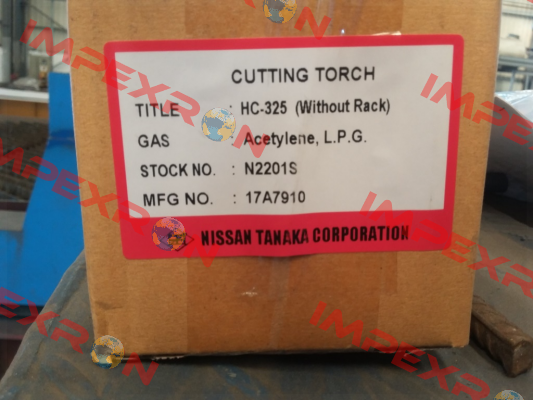 CUTTING TORCH
TITLE : HC-325 (Without Rack)
GAS : Acetylene, L.P.G.
STOCK NO. : N2201S
MFG NO. : 17A7910
NISSAN TANAKA CORPORATION
IMPEXRON
IMPEXRON
IMPEXRON
IMPEXRON
IMPEXRON